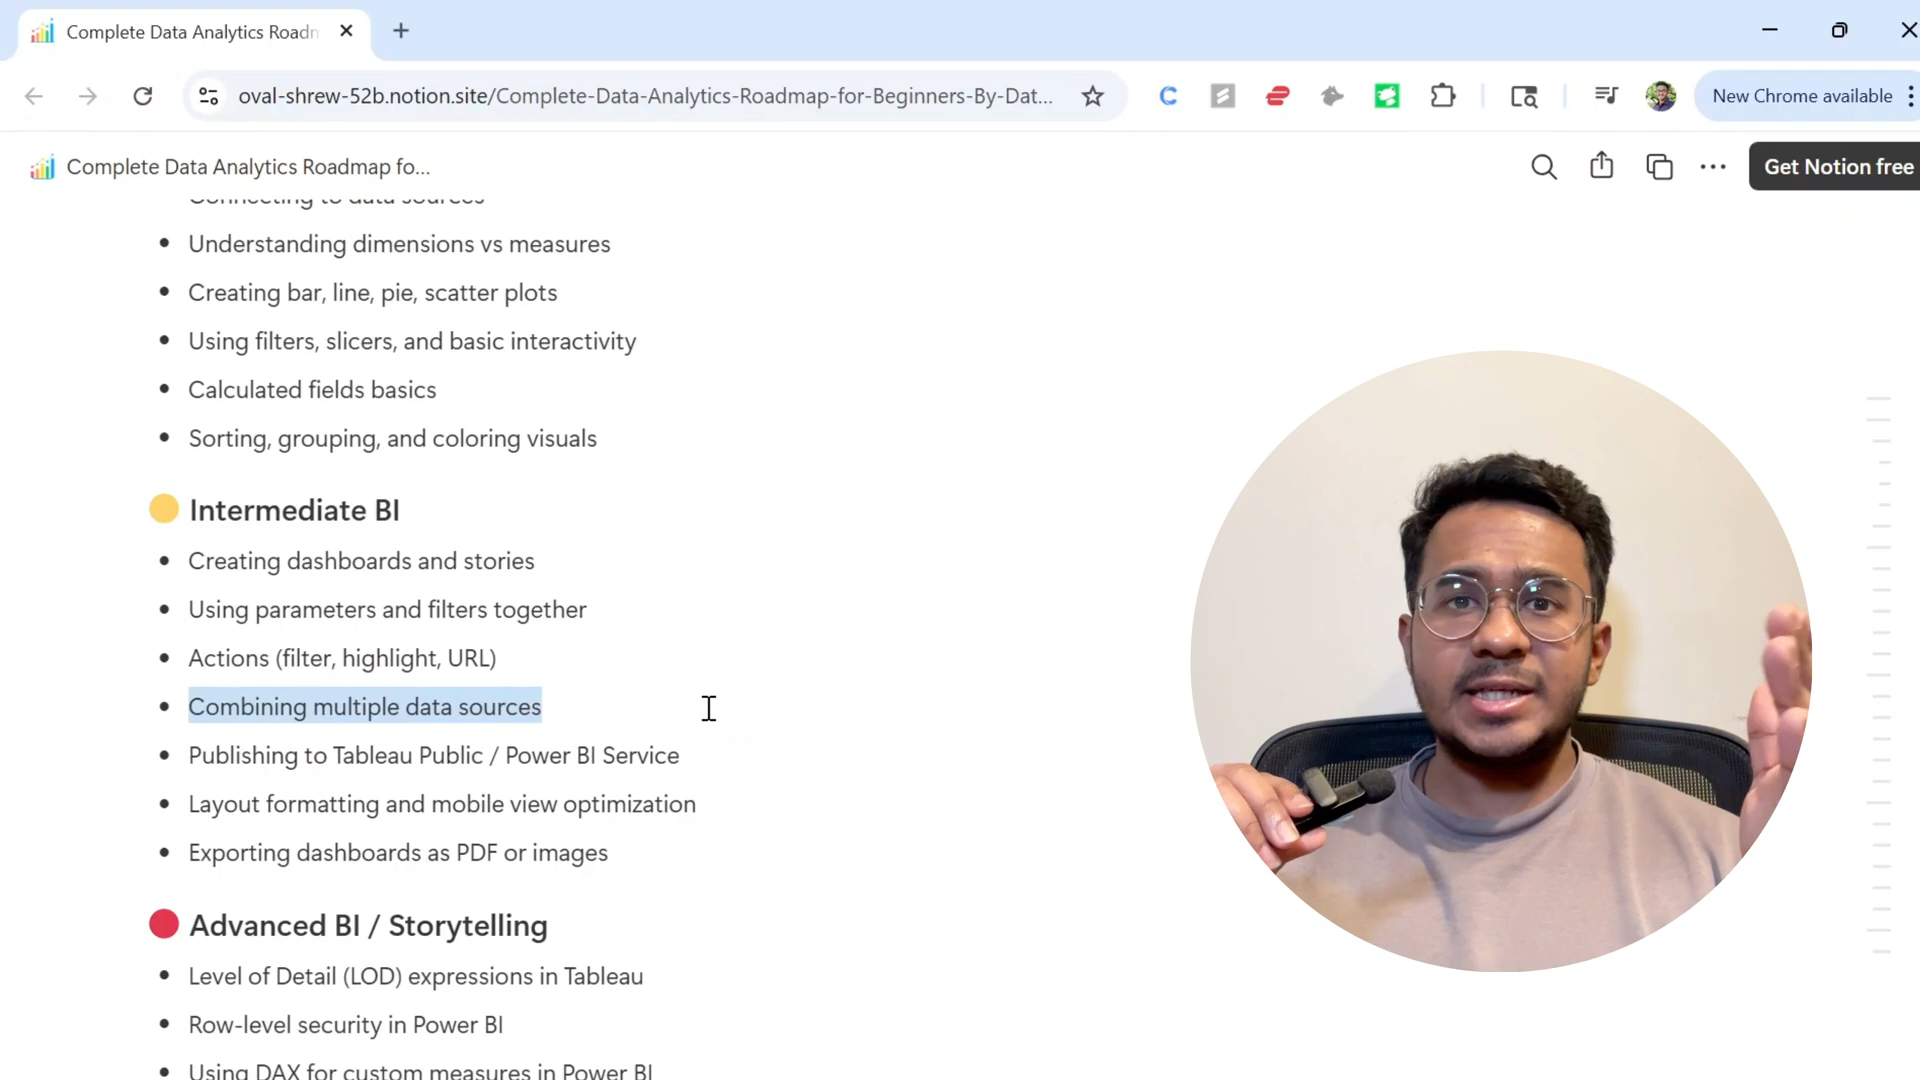 Complete Data Analytics Roadm
oval-shrew-52b.notion.site/Complete-Data-Analytics-Roadmap-for-Beginners-By-Dat...
New Chrome available
Complete Data Analytics Roadmap fo...
Get Notion free
Connecting to data sources
• Understanding dimensions vs measures
• Creating bar, line, pie, scatter plots
• Using filters, slicers, and basic interactivity
• Calculated fields basics
• Sorting, grouping, and coloring visuals
Intermediate BI
• Creating dashboards and stories
• Using parameters and filters together
• Actions (filter, highlight, URL)
• Combining multiple data sources
• Publishing to Tableau Public / Power BI Service
• Layout formatting and mobile view optimization
• Exporting dashboards as PDF or images
Advanced BI / Storytelling
• Level of Detail (LOD) expressions in Tableau
• Row-level security in Power BI
• Using DAX for custom measures in Power BI